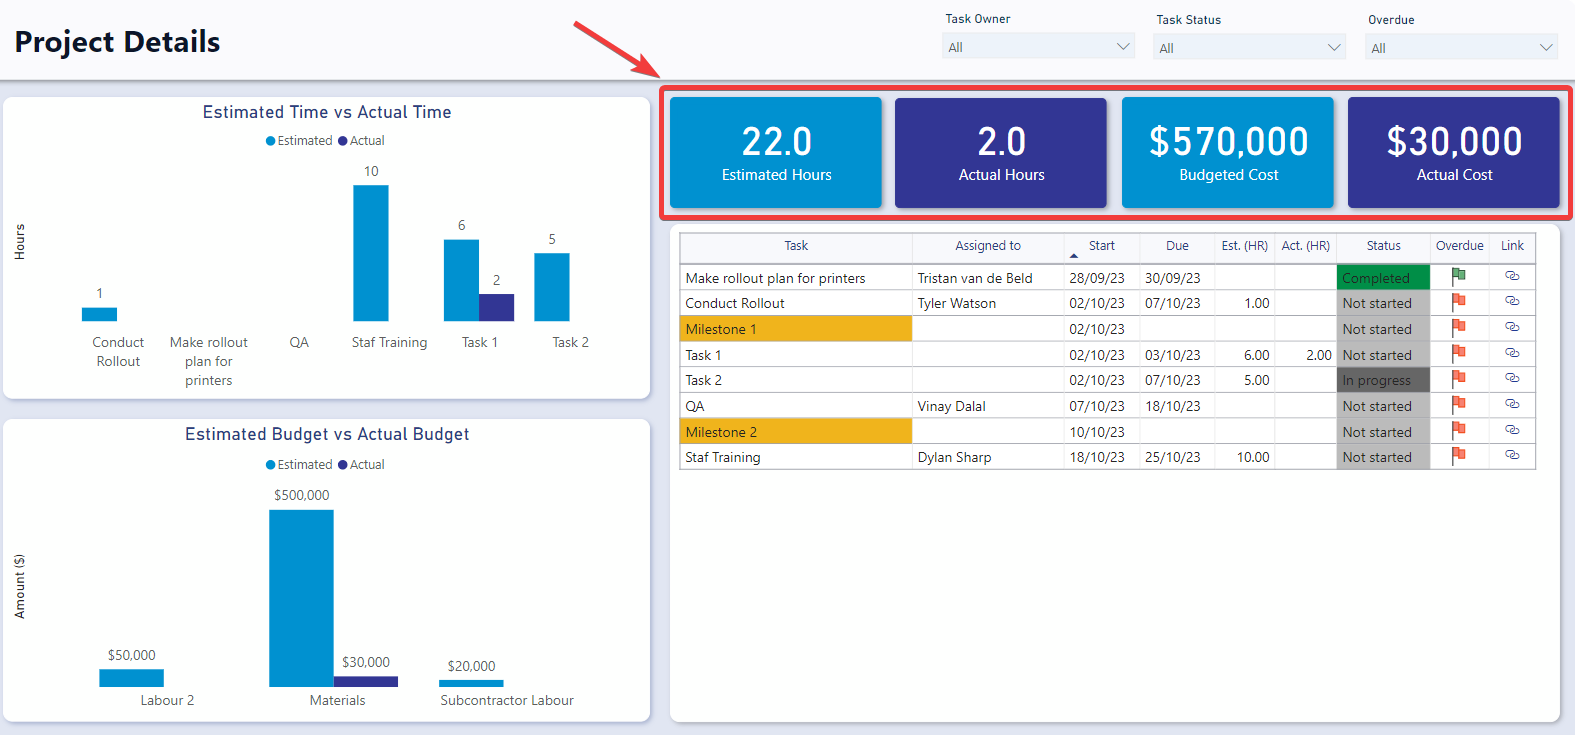 Project Details
Task Owner
All
Task Status
All
Overdue
All
Estimated Time vs Actual Time
Estimated Actual
Hours
1
10
6
2
5
Conduct Rollout
Make rollout plan for printers
QA
Staf Training
Task 1
Task 2
Estimated Budget vs Actual Budget
Estimated Actual
Amount ($)
$50,000
$500,000
$30,000
$20,000
Labour 2
Materials
Subcontractor Labour
22.0
Estimated Hours
2.0
Actual Hours
$570,000
Budgeted Cost
$30,000
Actual Cost
Task Assigned to Start Due Est. (HR) Act. (HR) Status Overdue Link
Make rollout plan for printers Tristan van de Beld 28/09/23 30/09/23 Completed
Conduct Rollout Tyler Watson 02/10/23 07/10/23 1.00 Not started
Milestone 1 02/10/23 Not started
Task 1 02/10/23 03/10/23 6.00 2.00 Not started
Task 2 02/10/23 07/10/23 5.00 In progress
QA Vinay Dalal 07/10/23 18/10/23 Not started
Milestone 2 10/10/23 Not started
Staf Training Dylan Sharp 18/10/23 25/10/23 10.00 Not started